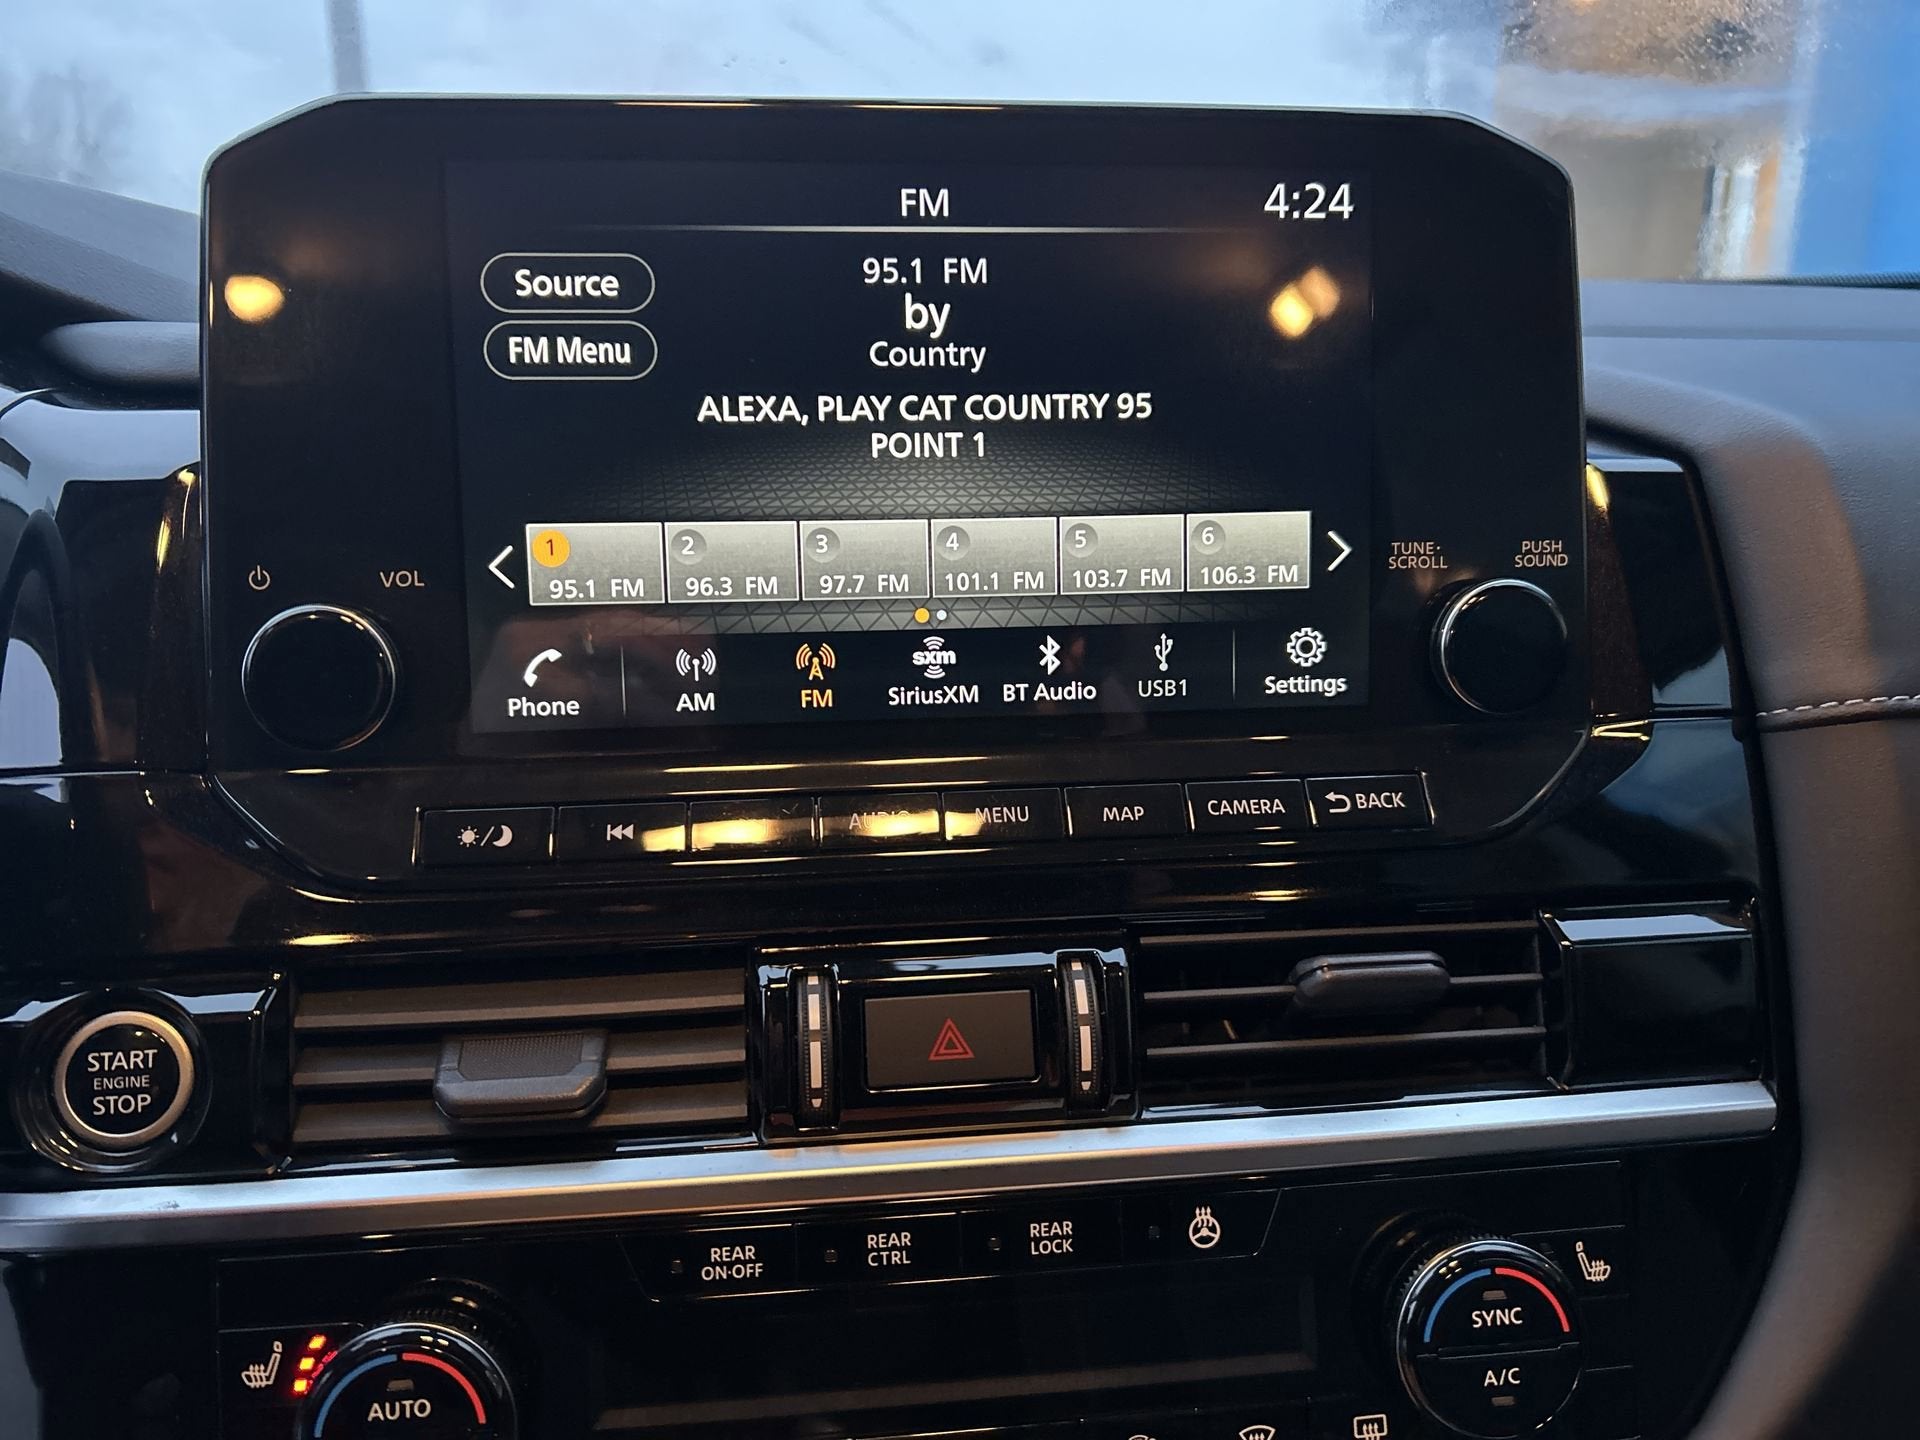 FM
4:24
Source
FM Menu
95.1 FM
by
Country
ALEXA, PLAY CAT COUNTRY 95
POINT 1
1
95.1 FM
2
96.3 FM
3
97.7 FM
4
101.1 FM
5
103.7 FM
6
106.3 FM
VOL
TUNE·
SCROLL
PUSH
SOUND
Phone
AM
FM
sxm
SiriusXM
BT Audio
USB1
Settings
AUDIO
MENU
MAP
CAMERA
BACK
START
ENGINE
STOP
REAR
ON·OFF
REAR
CTRL
REAR
LOCK
AUTO
SYNC
A/C